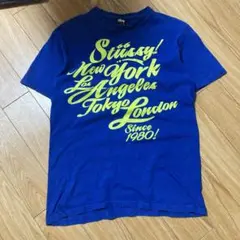 Stüssy!
New York
Los
Angeles
Tokyo London
Since
1980!